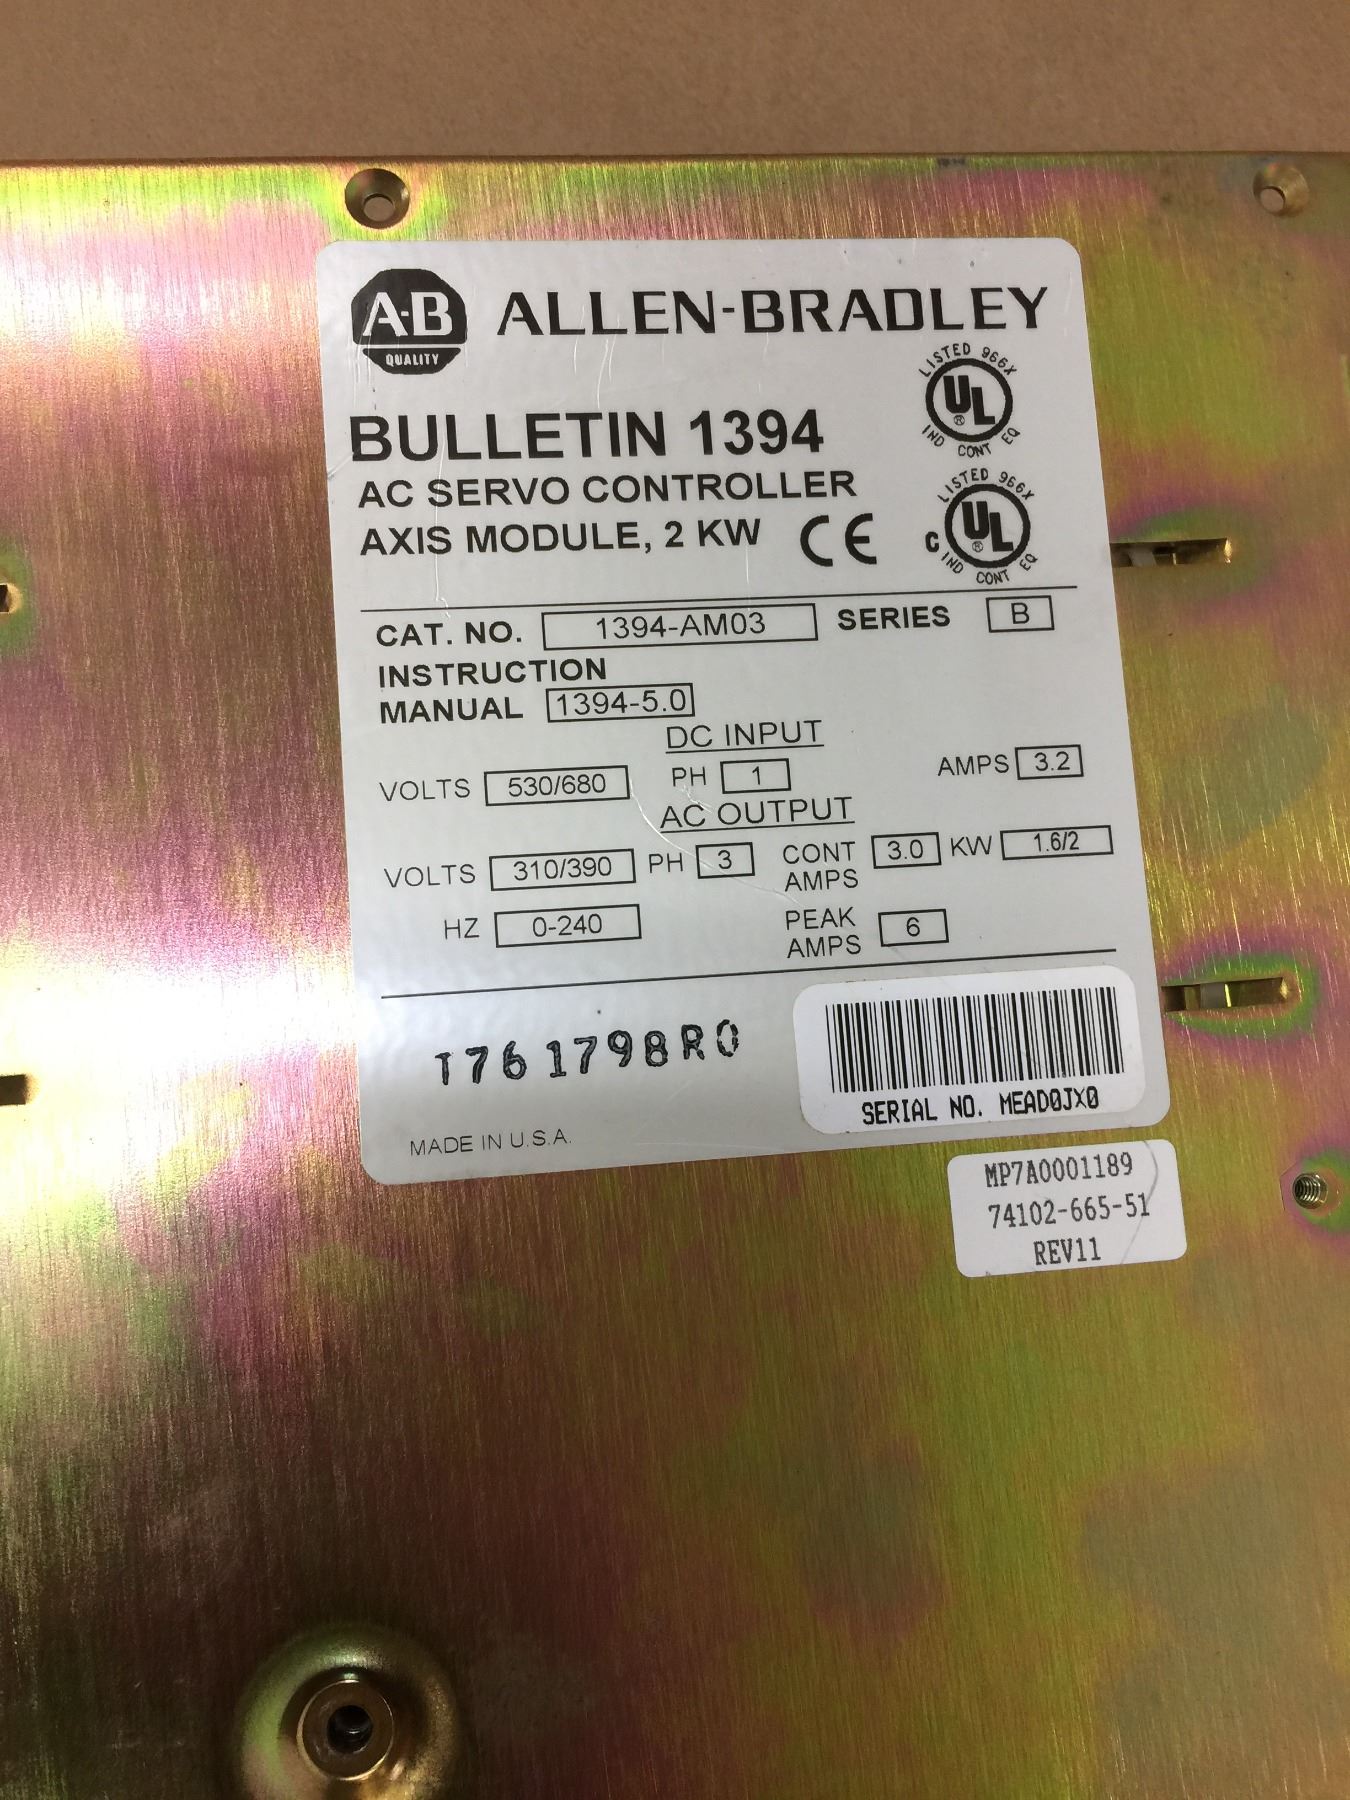 A-B
QUALITY
ALLEN-BRADLEY
LISTED 966X
UL
®
IND CONT EQ
BULLETIN 1394
AC SERVO CONTROLLER
AXIS MODULE, 2 KW
CE
LISTED 966X
C UL
®
IND CONT EQ
CAT. NO. 1394-AM03 SERIES B
INSTRUCTION
MANUAL 1394-5.0
DC INPUT
VOLTS 530/680 PH 1 AMPS 3.2
AC OUTPUT
VOLTS 310/390 PH 3 CONT AMPS 3.0 KW 1.6/2
HZ 0-240 PEAK AMPS 6
T761798R0
SERIAL NO. MEAD0JX0
MADE IN U.S.A.
MP7A0001189
74102-665-51
REV11